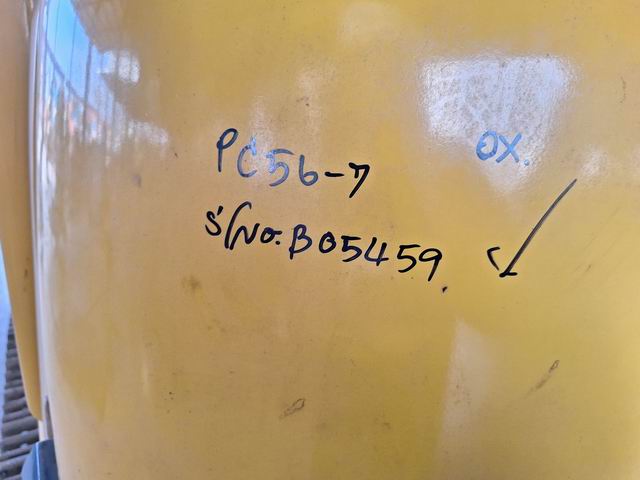 PC56-7
OX.
S/No. B05459 ✓